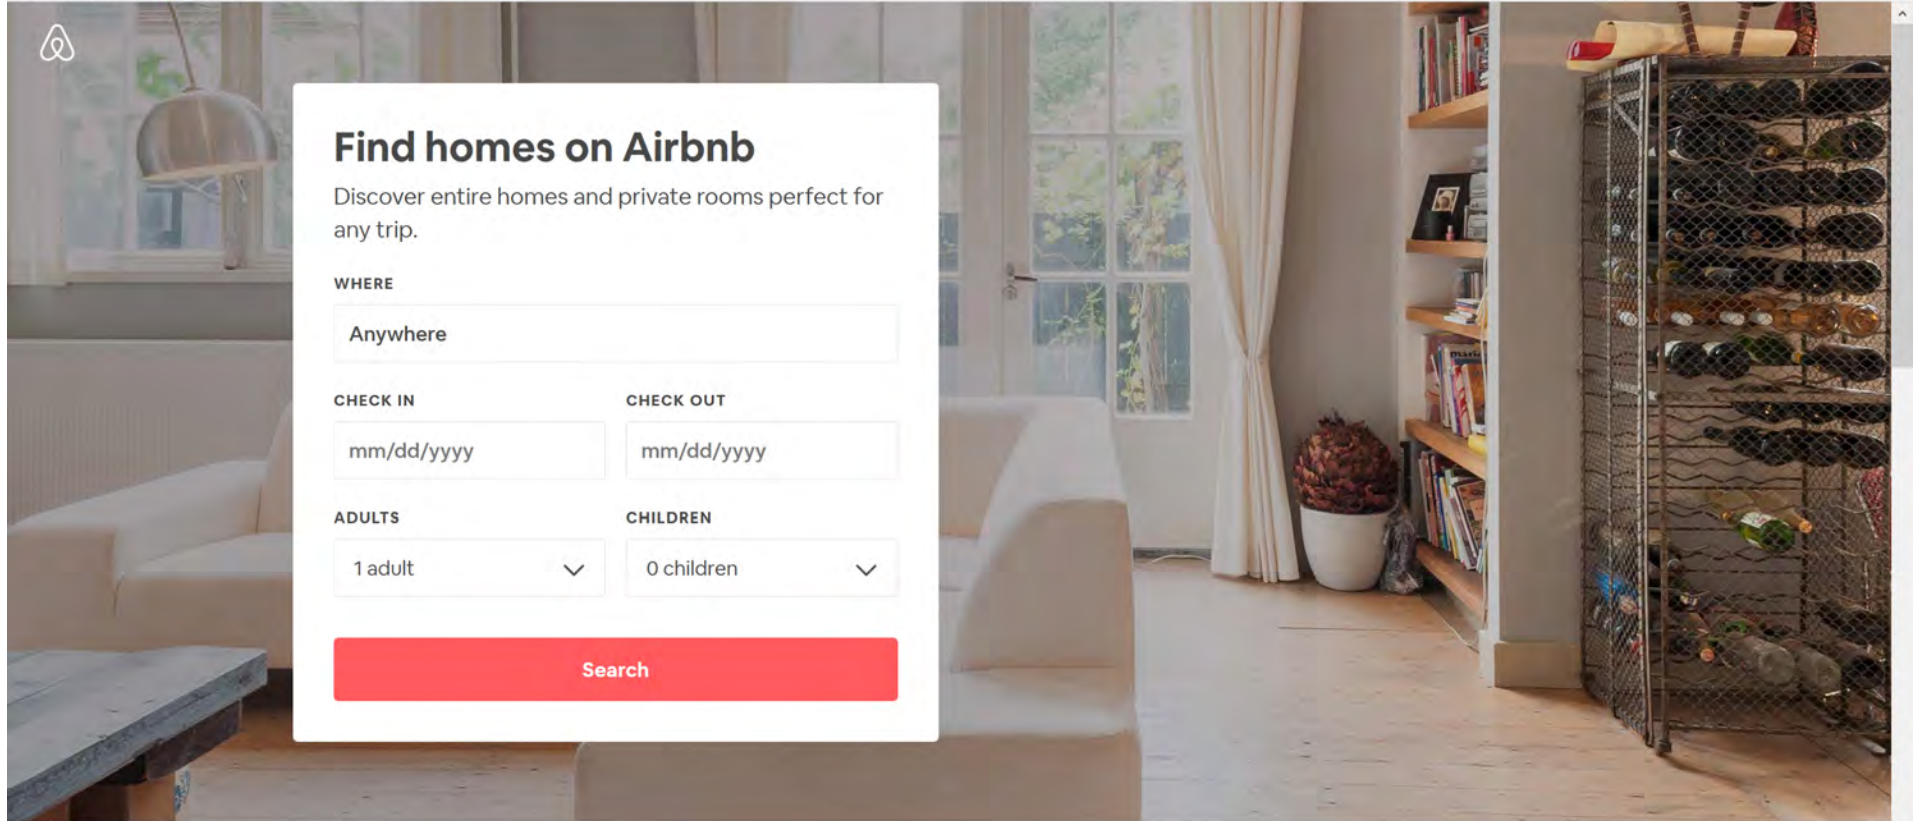 Find homes on Airbnb
Discover entire homes and private rooms perfect for
any trip.
WHERE
Anywhere
CHECK IN
CHECK OUT
mm/dd/yyyy
mm/dd/yyyy
ADULTS
CHILDREN
1 adult
0 children
Search